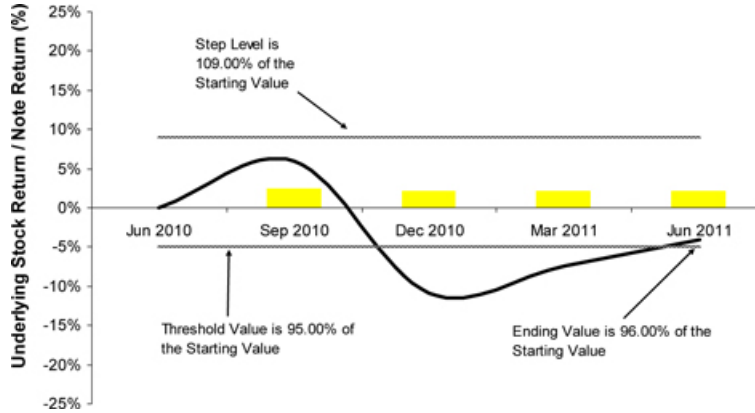 Underlying Stock Return / Note Return (%)
25%
20%
15%
10%
5%
0%
-5%
-10%
-15%
-20%
-25%
Step Level is
109.00% of the
Starting Value
Jun 2010 Sep 2010 Dec 2010 Mar 2011 Jun 2011
Threshold Value is 95.00% of
the Starting Value
Ending Value is 96.00% of the
Starting Value